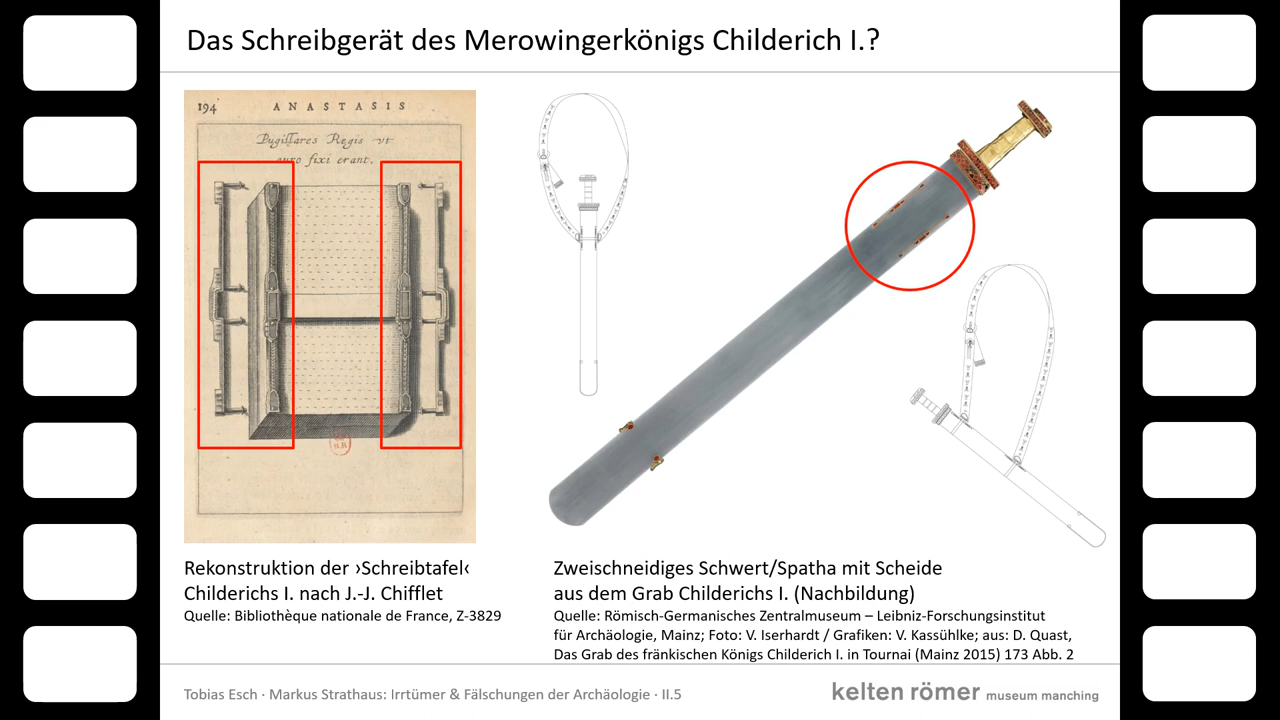 Das Schreibgerät des Merowingerkönigs Childerich I.?
194 ANASTASIS
Pugillares Regis vt
auro fixi erant.
Rekonstruktion der ›Schreibtafel‹
Childerichs I. nach J.-J. Chifflet
Quelle: Bibliothèque nationale de France, Z-3829
Zweischneidiges Schwert/Spatha mit Scheide
aus dem Grab Childerichs I. (Nachbildung)
Quelle: Römisch-Germanisches Zentralmuseum – Leibniz-Forschungsinstitut
für Archäologie, Mainz; Foto: V. Iserhardt / Grafiken: V. Kassühlke; aus: D. Quast,
Das Grab des fränkischen Königs Childerich I. in Tournai (Mainz 2015) 173 Abb. 2
Tobias Esch · Markus Strathaus: Irrtümer & Fälschungen der Archäologie · II.5
kelten römer museum manching